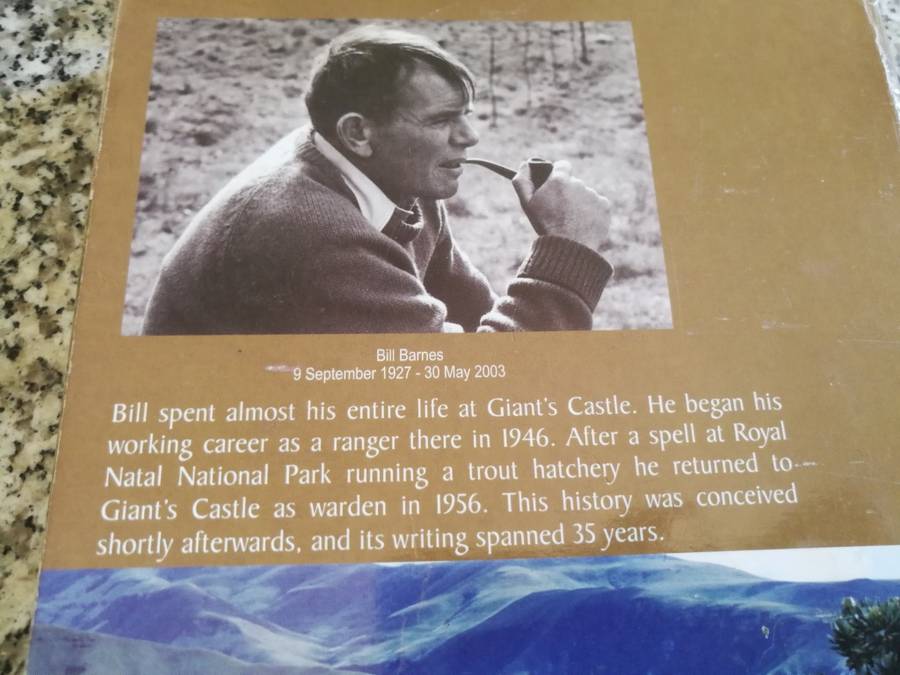 Bill Barnes
9 September 1927 - 30 May 2003
Bill spent almost his entire life at Giant's Castle. He began his
working career as a ranger there in 1946. After a spell at Royal
Natal National Park running a trout hatchery he returned to
Giant's Castle as warden in 1956. This history was conceived
shortly afterwards, and its writing spanned 35 years.